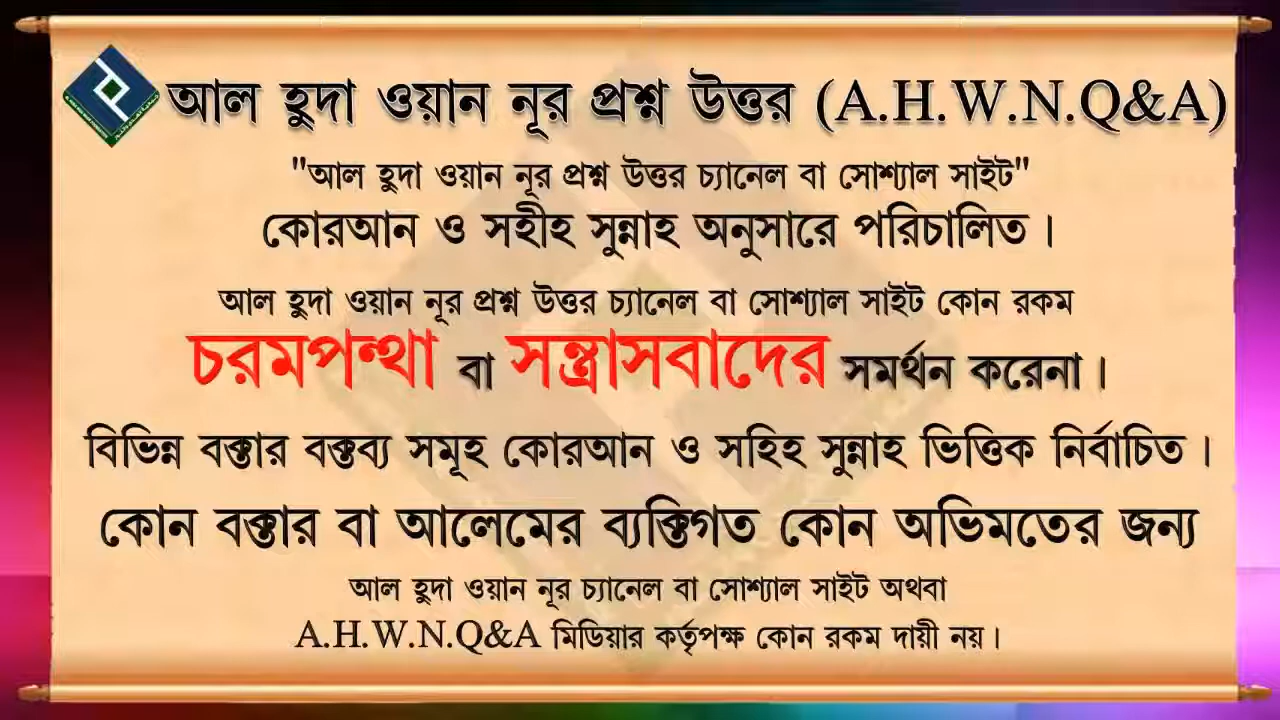 আল হুদা ওয়ান নূর প্রশ্ন উত্তর (A.H.W.N.Q&A)
"আল হুদা ওয়ান নূর প্রশ্ন উত্তর চ্যানেল বা সোশ্যাল সাইট"
কোরআন ও সহীহ সুন্নাহ অনুসারে পরিচালিত।
আল হুদা ওয়ান নূর প্রশ্ন উত্তর চ্যানেল বা সোশ্যাল সাইট কোন রকম
চরমপন্থা বা সন্ত্রাসবাদের সমর্থন করেনা।
বিভিন্ন বক্তার বক্তব্য সমূহ কোরআন ও সহিহ সুন্নাহ ভিত্তিক নির্বাচিত।
কোন বক্তার বা আলেমের ব্যক্তিগত কোন অভিমতের জন্য
আল হুদা ওয়ান নূর চ্যানেল বা সোশ্যাল সাইট অথবা
A.H.W.N.Q&A মিডিয়ার কর্তৃপক্ষ কোন রকম দায়ী নয়।